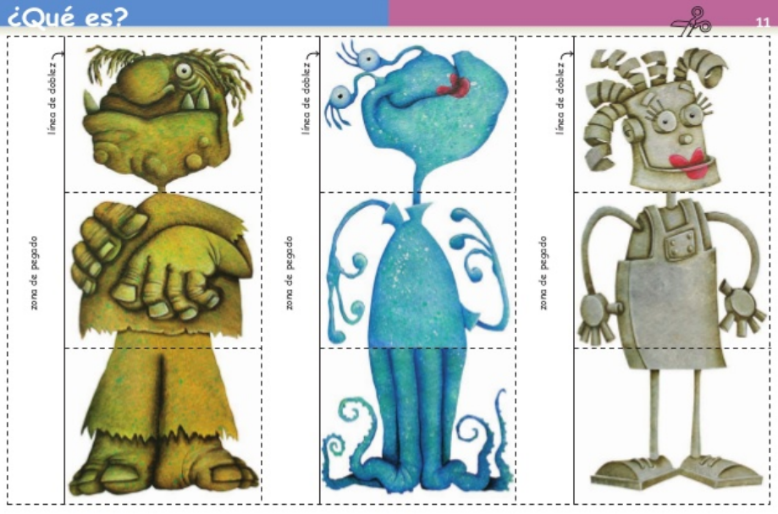 ¿Qué es?
11
línea de doblez
zona de pegado
línea de doblez
zona de pegado
línea de doblez
zona de pegado